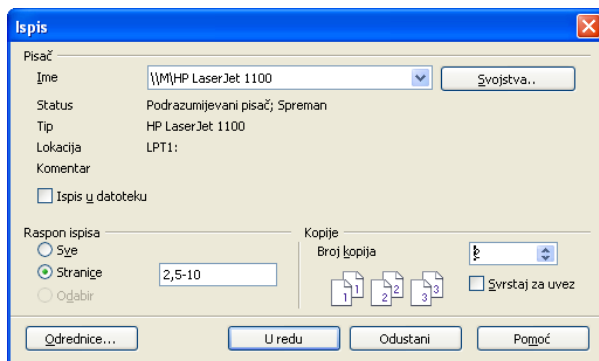 Ispis
Pisač
Ime \\M\HP LaserJet 1100 Svojstva..
Status Podrazumijevani pisač; Spreman
Tip HP LaserJet 1100
Lokacija LPT1:
Komentar
Ispis u datoteku
Raspon ispisa
Sve
Stranice 2,5-10
Odabir
Kopije
Broj kopija 2
1 1 2 2 3 3
Svrstaj za uvez
Odrednice... U redu Odustani Pomoć